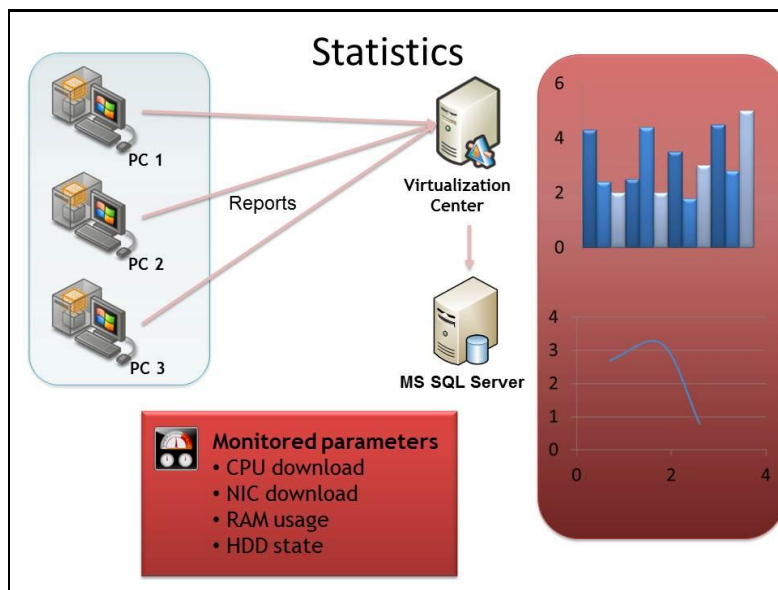 Statistics
PC 1
PC 2
PC 3
Reports
Virtualization
Center
MS SQL Server
Monitored parameters
• CPU download
• NIC download
• RAM usage
• HDD state
6
4
2
0
4
3
2
1
0
0 2 4